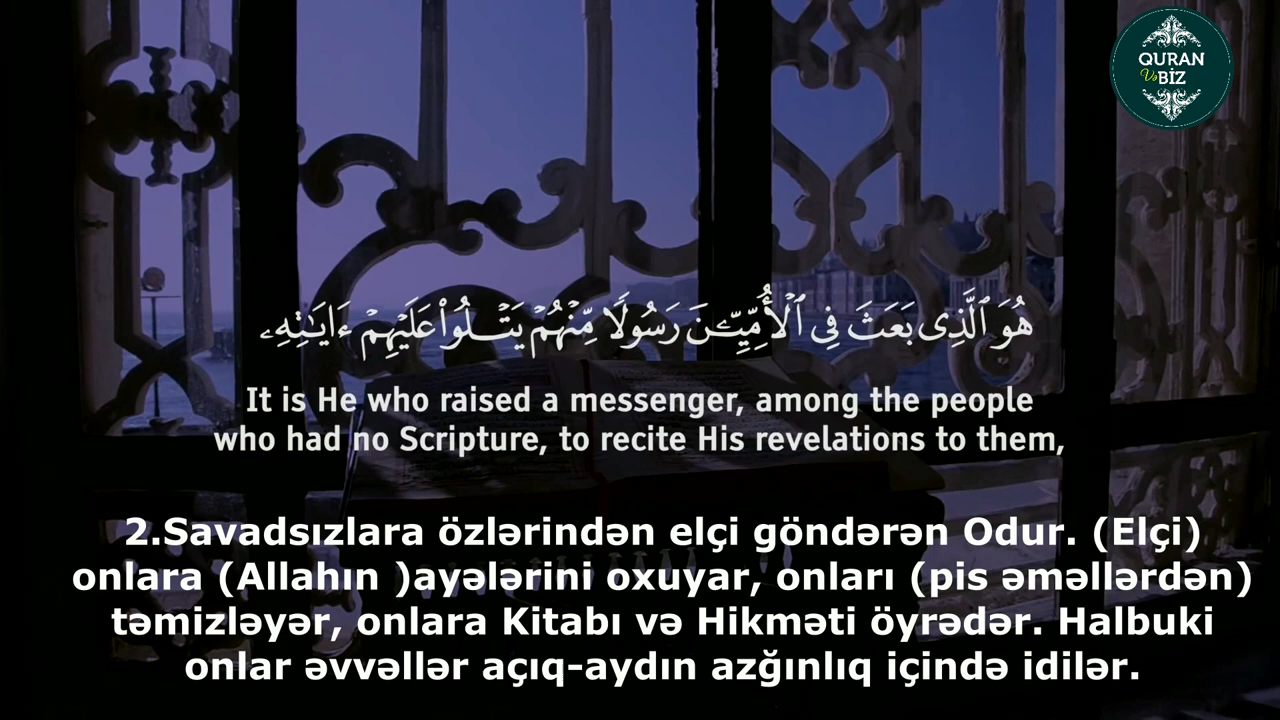 QURAN
Və BİZ
هُوَ ٱلَّذِى بَعَثَ فِى ٱلْأُمِّيِّـۧنَ رَسُولًا مِّنْهُمْ يَتْلُوا۟ عَلَيْهِمْ ءَايَـٰتِهِۦ
It is He who raised a messenger, among the people
who had no Scripture, to recite His revelations to them,
2.Savadsızlara özlərindən elçi göndərən Odur. (Elçi)
onlara (Allahın )ayələrini oxuyar, onları (pis əməllərdən)
təmizləyər, onlara Kitabı və Hikməti öyrədər. Halbuki
onlar əvvəllər açıq-aydın azğınlıq içində idilər.